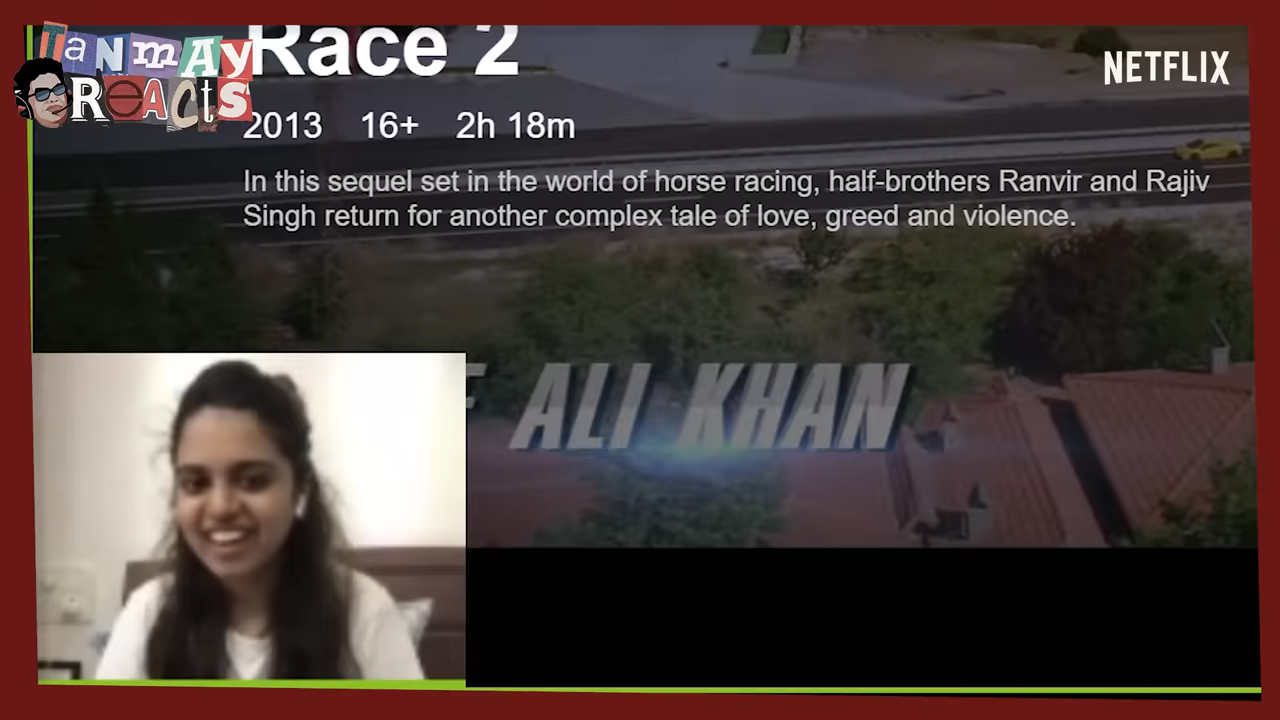 TANMAY
REACTS
Race 2
NETFLIX
2013 16+ 2h 18m
In this sequel set in the world of horse racing, half-brothers Ranvir and Rajiv
Singh return for another complex tale of love, greed and violence.
ALI KHAN